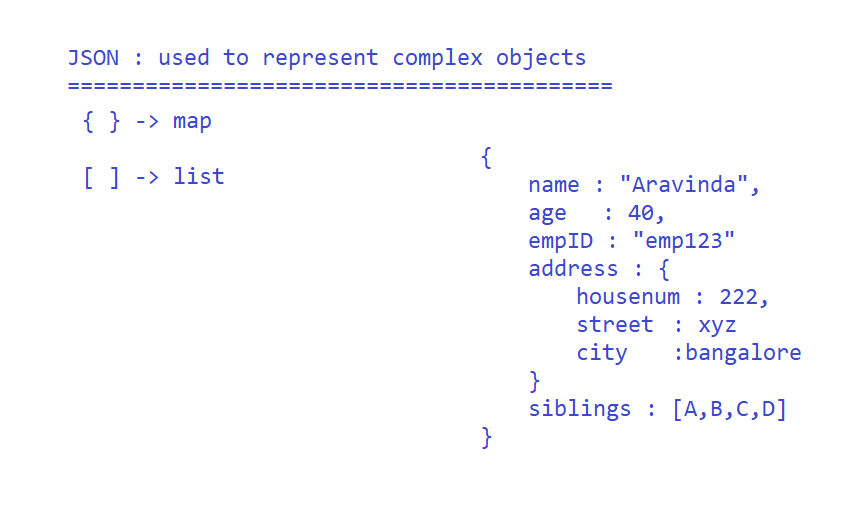 JSON : used to represent complex objects
==========================================
{ } -> map
[ ] -> list
{
name : "Aravinda",
age : 40,
empID : "emp123"
address : {
housenum : 222,
street : xyz
city :bangalore
}
siblings : [A,B,C,D]
}